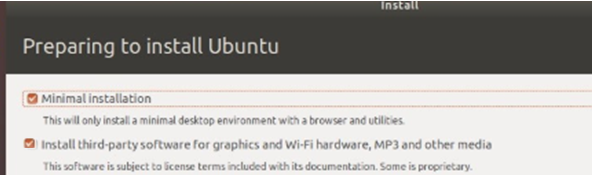 Install
Preparing to install Ubuntu
Minimal installation
This will only install a minimal desktop environment with a browser and utilities.
Install third-party software for graphics and Wi-Fi hardware, MP3 and other media
This software is subject to license terms included with its documentation. Some is proprietary.